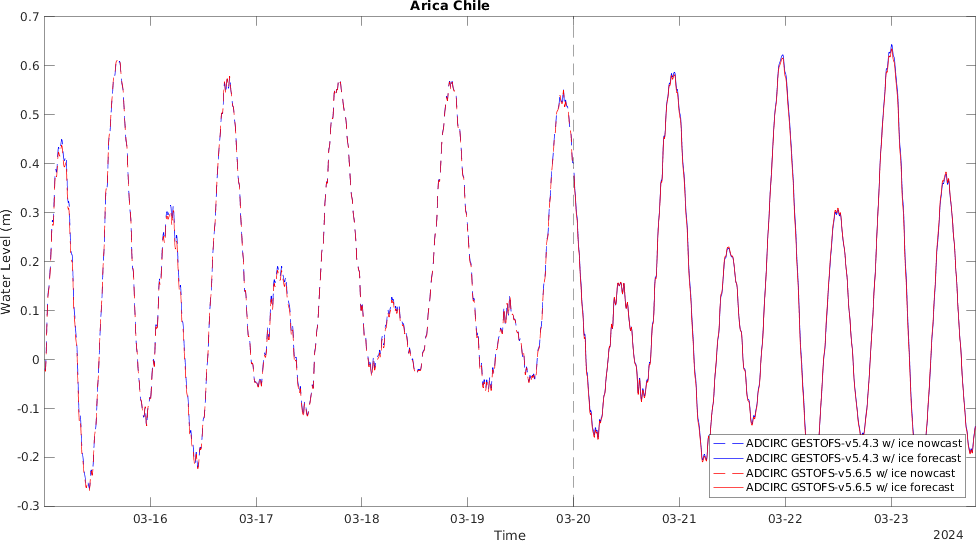 Arica Chile
Water Level (m)
0.7
0.6
0.5
0.4
0.3
0.2
0.1
0
-0.1
-0.2
-0.3
ADCIRC GESTOFS-v5.4.3 w/ ice nowcast
ADCIRC GESTOFS-v5.4.3 w/ ice forecast
ADCIRC GSTOFS-v5.6.5 w/ ice nowcast
ADCIRC GSTOFS-v5.6.5 w/ ice forecast
03-16
03-17
03-18
03-19
03-20
03-21
03-22
03-23
Time
2024